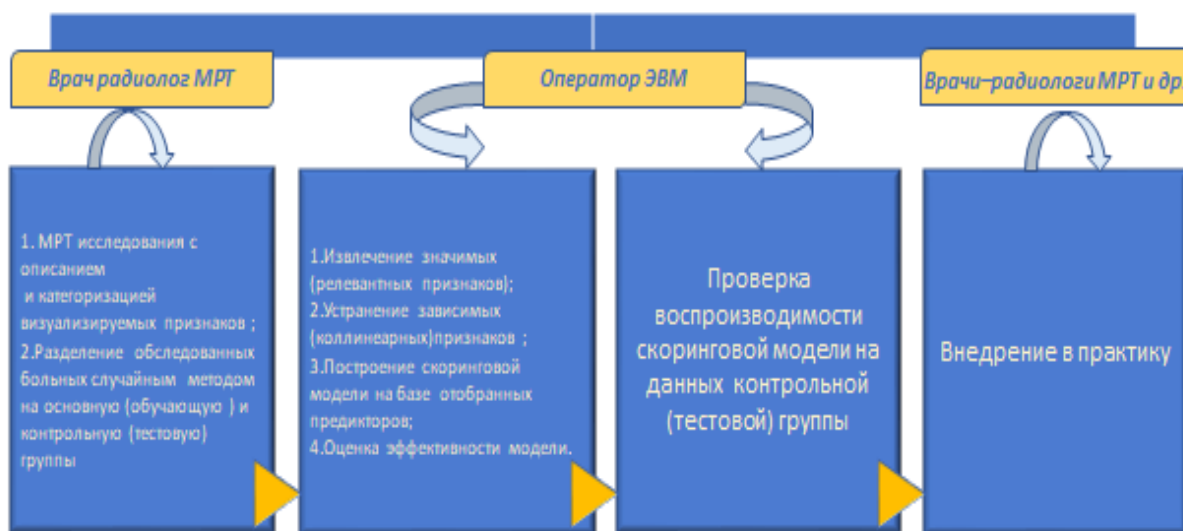 Врач радиолог МРТ
Оператор ЭВМ
Врачи–радиологи МРТ и др.
1. МРТ исследования с
описанием
и категоризацией
визуализируемых признаков ;
2.Разделение обследованных
больных случайным методом
на основную (обучающую ) и
контрольную (тестовую)
группы
1.Извлечение значимых
(релевантных признаков);
2.Устранение зависимых
(коллинеарных)признаков ;
3.Построение скоринговой
модели на базе отобранных
предикторов;
4.Оценка эффективности модели.
Проверка
воспроизводимости
скоринговой модели на
данных контрольной
(тестовой) группы
Внедрение в практику